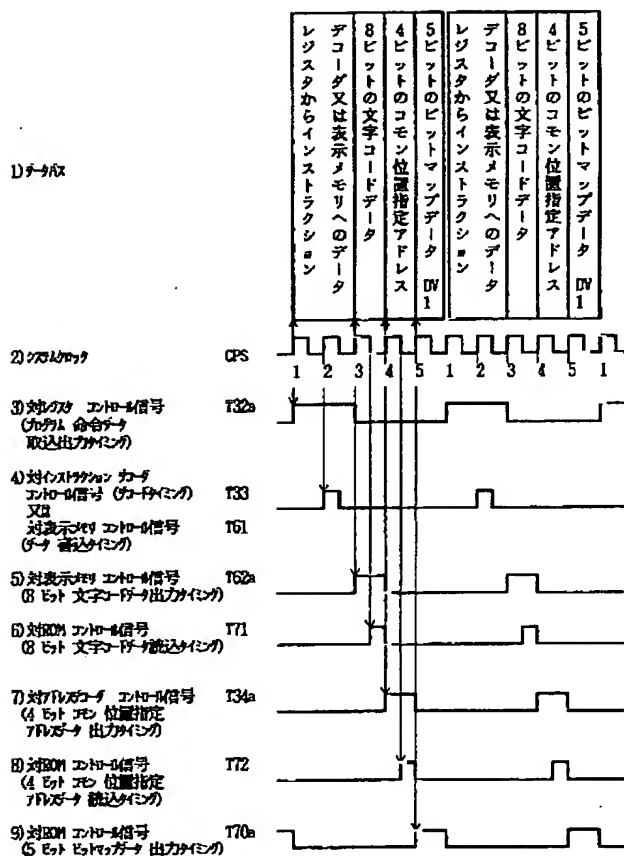 レジスタからインストラクション
デコーダ又は表示メモリへのデータ
8ビットの文字コードデータ
4ビットのコモン位置指定アドレス
5ビットのビットマップデータ DV1
レジスタからインストラクション
デコーダ又は表示メモリへのデータ
8ビットの文字コードデータ
4ビットのコモン位置指定アドレス
5ビットのビットマップデータ DV1
1)データバス
2)システムクロック CPS
1 2 3 4 5 1 2 3 4 5 1
3)対レジスタ コントロール信号 T32a
(プログラム 命令データ
取込出力タイミング)
4)対インストラクション デコーダ
コントロール信号 (デコードタイミング) T33
又は
対表示メモリ コントロール信号 T61
(データ 書込タイミング)
5)対表示メモリ コントロール信号 T62a
(8 ビット 文字コードデータ出力タイミング)
6)対ROM コントロール信号 T71
(8 ビット 文字コードデータ読込タイミング)
7)対アドレスデコーダ コントロール信号 T34a
(4 ビット コモン 位置指定
アドレスデータ 出力タイミング)
8)対ROM コントロール信号 T72
(4 ビット コモン 位置指定
アドレスデータ 読込タイミング)
9)対ROM コントロール信号 T70a
(5 ビット ビットマップデータ 出力タイミング)